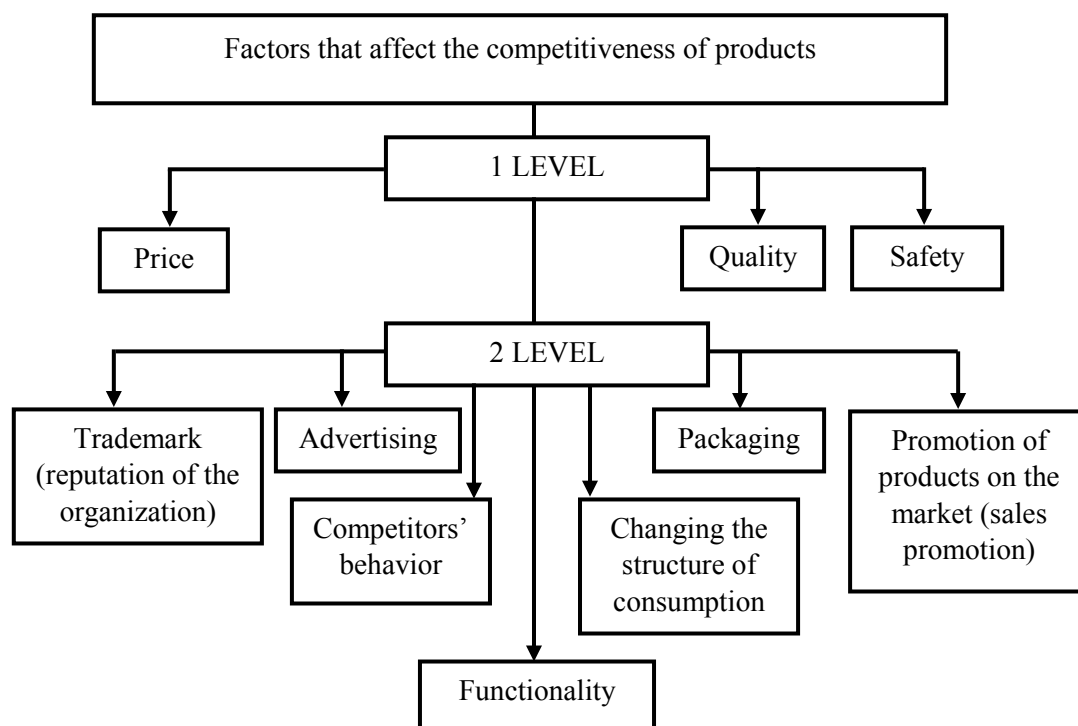 Factors that affect the competitiveness of products
1 LEVEL
Price
Quality
Safety
2 LEVEL
Trademark
(reputation of the
organization)
Advertising
Competitors’
behavior
Changing the
structure of
consumption
Packaging
Promotion of
products on the
market (sales
promotion)
Functionality